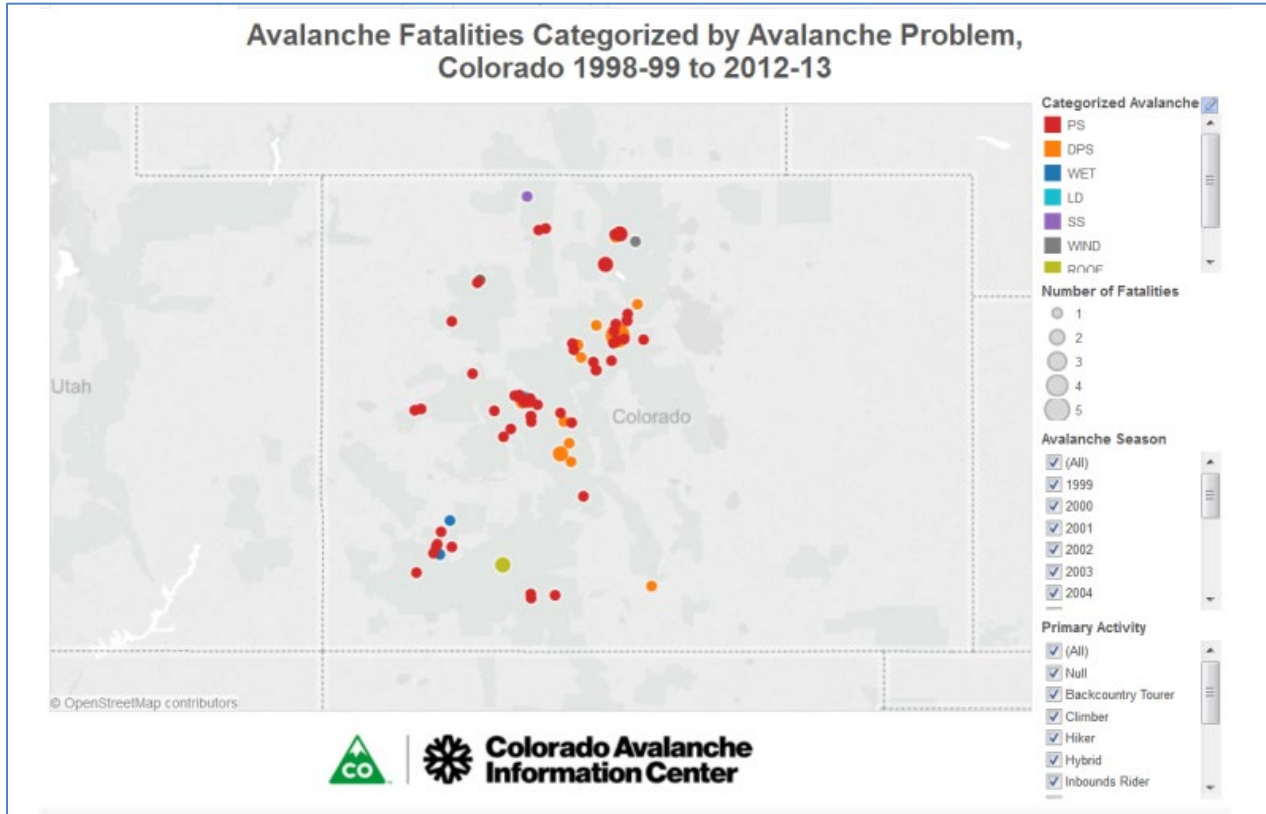 Avalanche Fatalities Categorized by Avalanche Problem,
Colorado 1998-99 to 2012-13
Categorized Avalanche
PS
DPS
WET
LD
SS
WIND
ROOF
Number of Fatalities
1
2
3
4
5
Avalanche Season
(All)
1999
2000
2001
2002
2003
2004
Primary Activity
(All)
Null
Backcountry Tourer
Climber
Hiker
Hybrid
Inbounds Rider
Utah
Colorado
© OpenStreetMap contributors
CO
Colorado Avalanche
Information Center